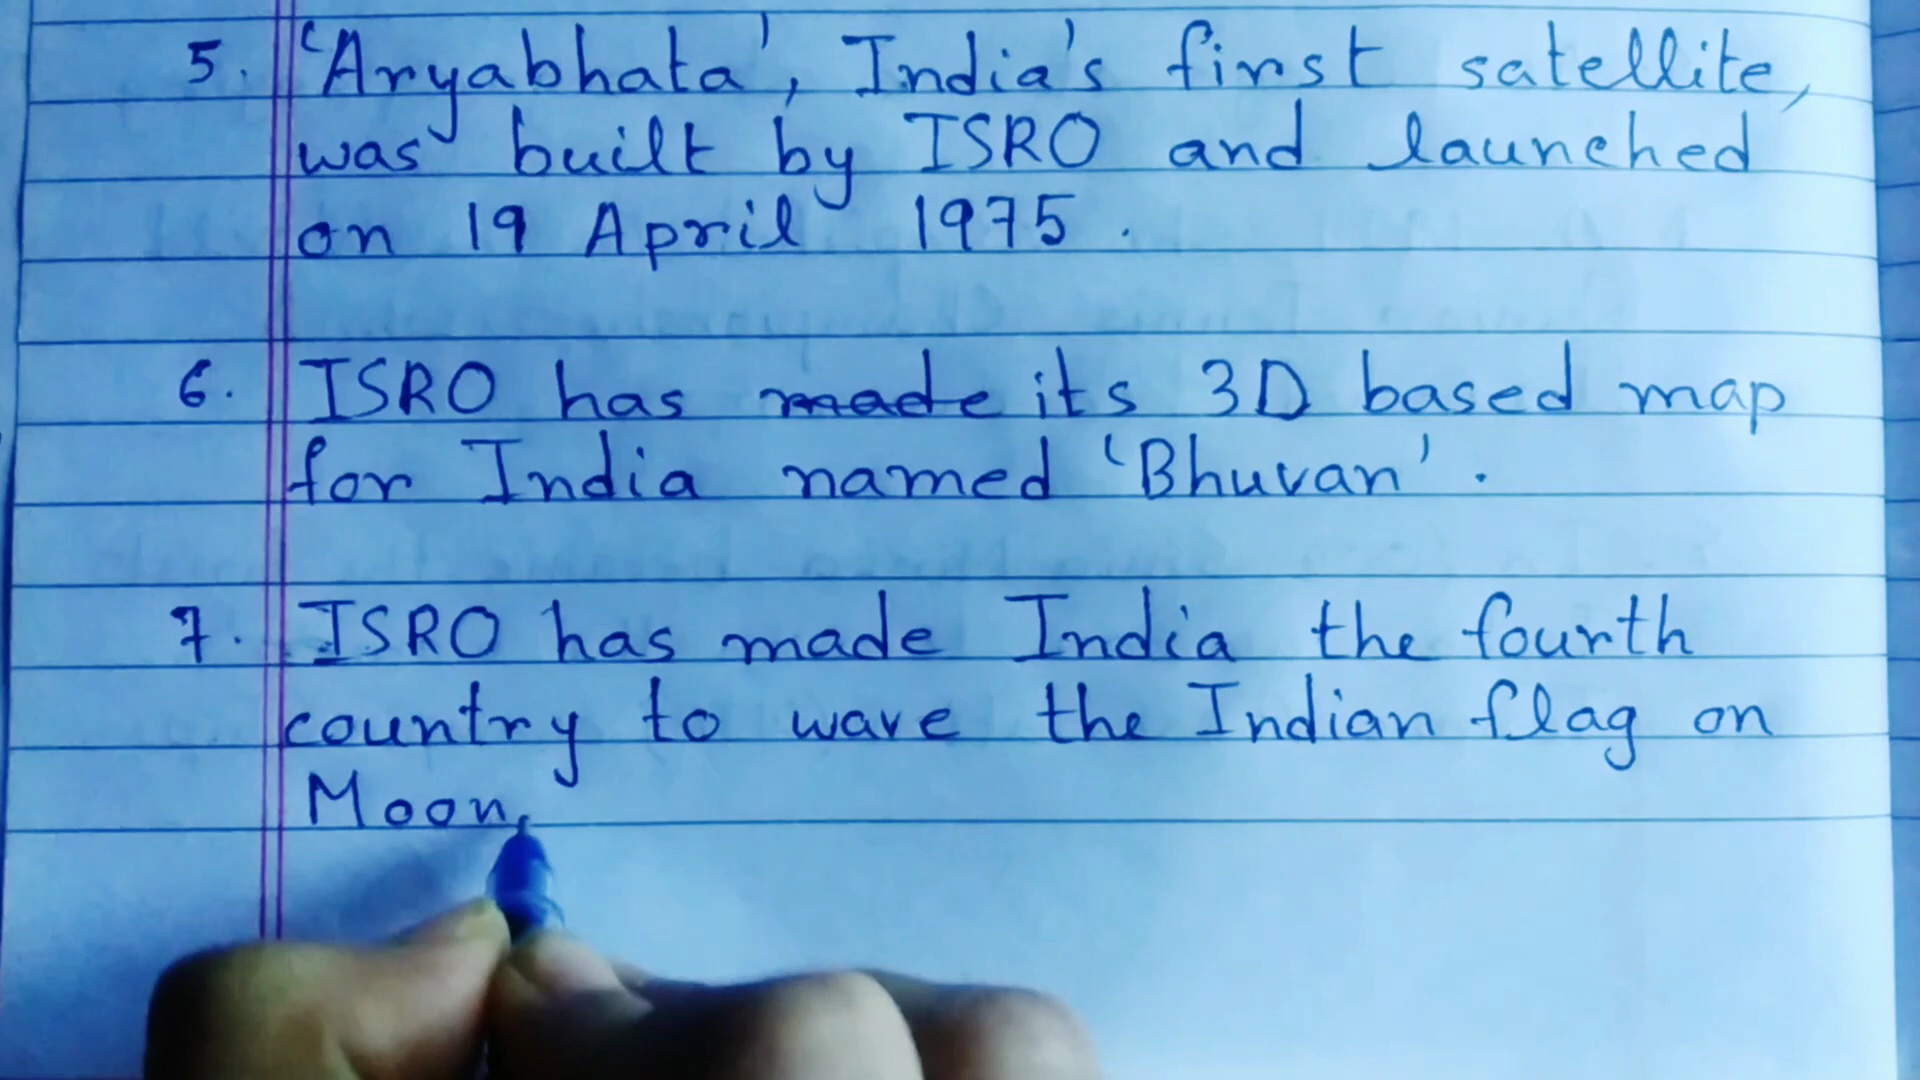 5. 'Aryabhata', India's first satellite,
was built by ISRO and launched
on 19 April 1975.
6. ISRO has made its 3D based map
for India named 'Bhuvan'.
7. ISRO has made India the fourth
country to wave the Indian flag on
Moon.